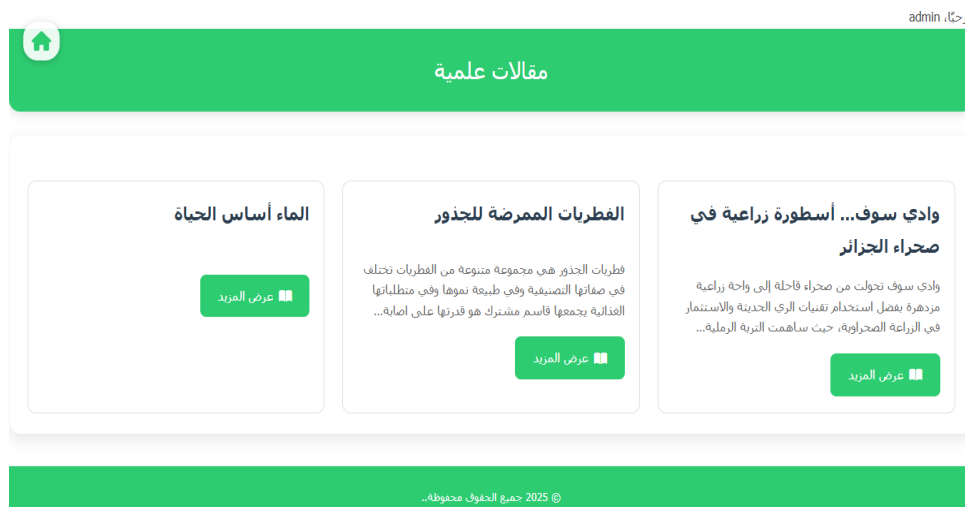 admin
مقالات علمية
وادي سوف... أسطورة زراعية في
صحراء الجزائر
وادي سوف تحولت من صحراء قاحلة إلى واحة زراعية
مزدهرة بفضل استخدام تقنيات الري الحديثة والاستثمار
في الزراعة الصحراوية، حيث ساهمت التربة الرملية...
عرض المزيد
الفطريات الممرضة للجذور
فطريات الجذور هي مجموعة متنوعة من الفطريات تختلف
في صفاتها التصنيفية وفي طبيعة نموها وفي متطلباتها
الغذائية يجمعها قاسم مشترك هو قدرتها على اصابة...
عرض المزيد
الماء أساس الحياة
عرض المزيد
© 2025 جميع الحقوق محفوظة..